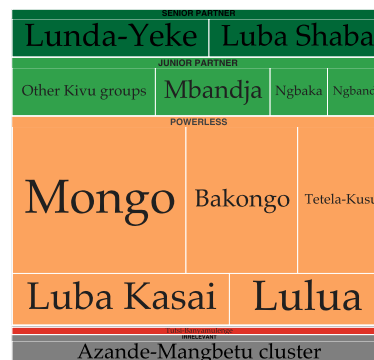 SENIOR PARTNER
Lunda-Yeke Luba Shaba
JUNIOR PARTNER
Other Kivu groups Mbandja Ngbaka Ngband
POWERLESS
Mongo Bakongo Tetela-Kusu
Luba Kasai Lulua
IRRELEVANT
Azande-Mangbetu cluster